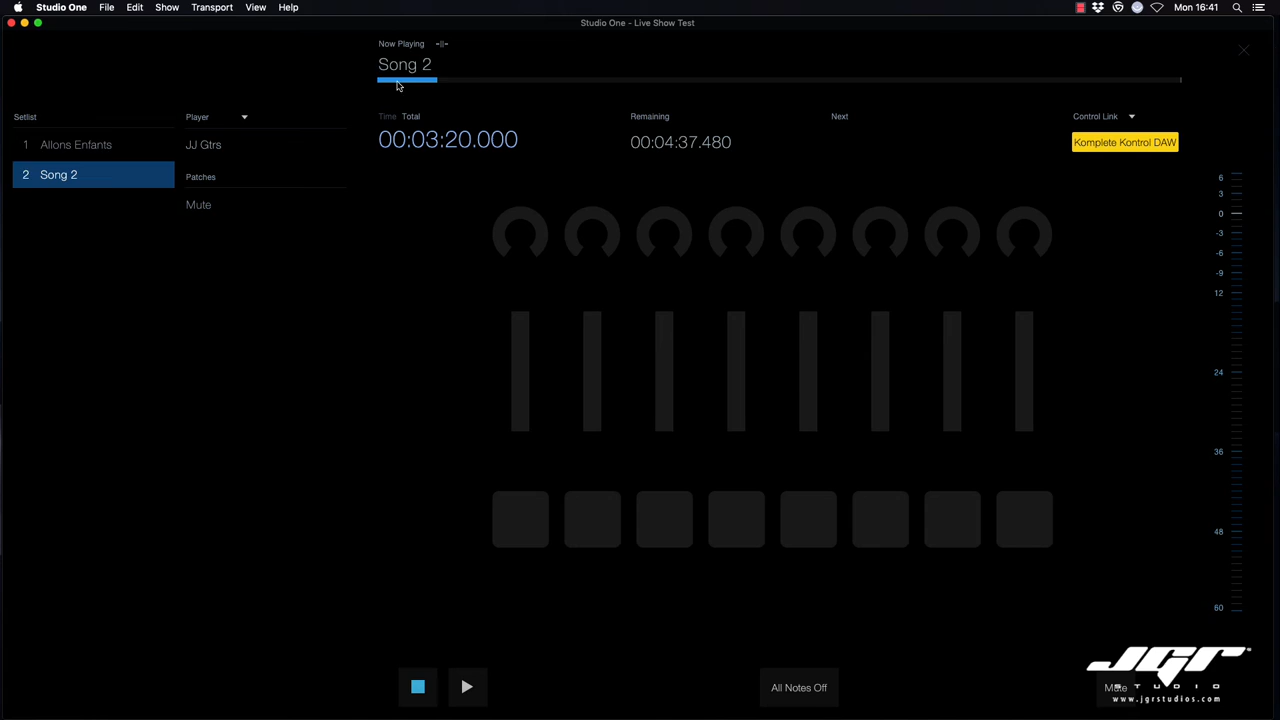 Studio One File Edit Show Transport View Help Mon 16:41
Studio One - Live Show Test
Now Playing
Song 2
Setlist Player Time Total Remaining Next Control Link
1 Allons Enfants JJ Gtrs 00:03:20.000 00:04:37.480 Komplete Kontrol DAW
2 Song 2 Patches
Mute
6
3
0
-3
-6
-9
12
24
36
48
60
All Notes Off Mute
JGR
STUDIO
www.jgrstudios.com